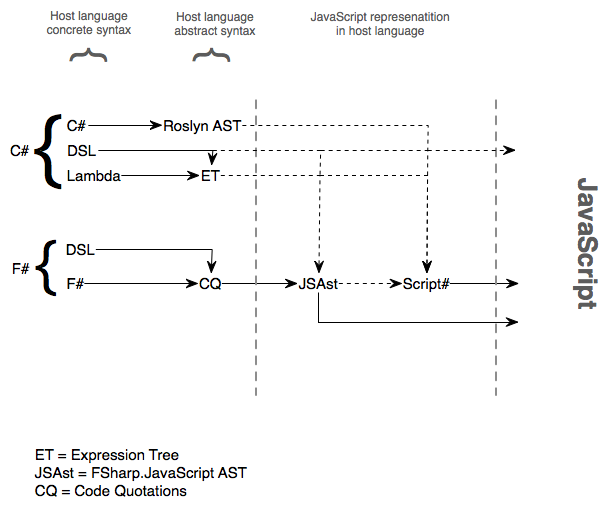 Host language
concrete syntax
Host language
abstract syntax
JavaScript represenatition
in host language
C#
C#
Roslyn AST
DSL
Lambda
ET
F#
DSL
F#
CQ
JSAst
Script#
JavaScript
ET = Expression Tree
JSAst = FSharp.JavaScript AST
CQ = Code Quotations